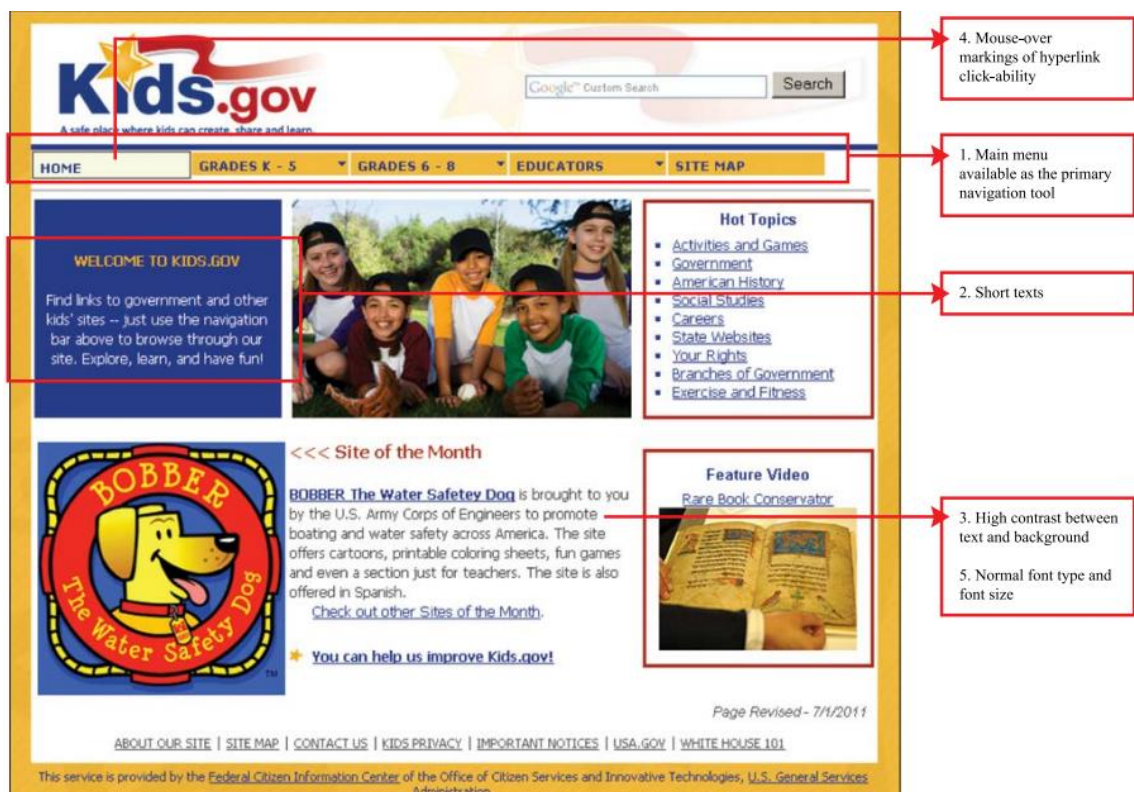 Kids.gov
A safe place where kids can create, share and learn.
Google™ Custom Search
Search
HOME
GRADES K - 5
GRADES 6 - 8
EDUCATORS
SITE MAP
WELCOME TO KIDS.GOV
Find links to government and other
kids' sites -- just use the navigation
bar above to browse through our
site. Explore, learn, and have fun!
Hot Topics
Activities and Games
Government
American History
Social Studies
Careers
State Websites
Your Rights
Branches of Government
Exercise and Fitness
BOBBER
The Water Safety Dog
TM
<<< Site of the Month
BOBBER The Water Safetey Dog is brought to you
by the U.S. Army Corps of Engineers to promote
boating and water safety across America. The site
offers cartoons, printable coloring sheets, fun games
and even a section just for teachers. The site is also
offered in Spanish.
Check out other Sites of the Month.
You can help us improve Kids.gov!
Feature Video
Rare Book Conservator
Page Revised - 7/1/2011
ABOUT OUR SITE | SITE MAP | CONTACT US | KIDS PRIVACY | IMPORTANT NOTICES | USA.GOV | WHITE HOUSE 101
This service is provided by the Federal Citizen Information Center of the Office of Citizen Services and Innovative Technologies, U.S. General Services
Administration.
4. Mouse-over
markings of hyperlink
click-ability
1. Main menu
available as the primary
navigation tool
2. Short texts
3. High contrast between
text and background
5. Normal font type and
font size